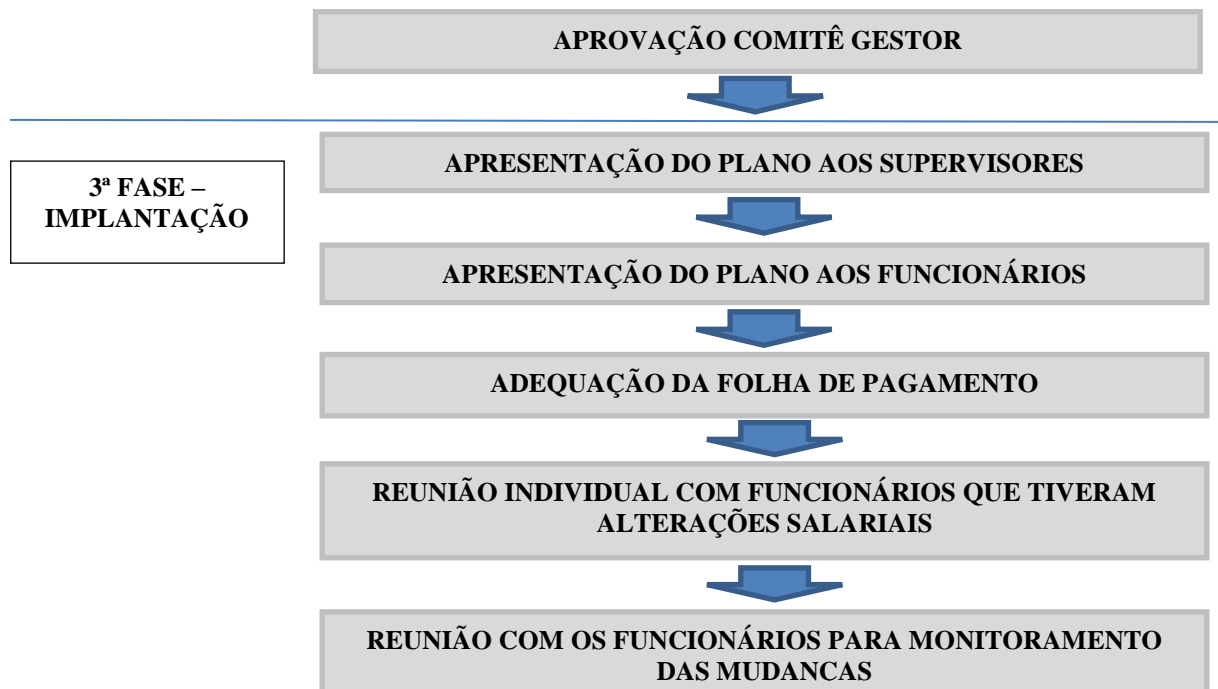 APROVAÇÃO COMITÊ GESTOR
3ª FASE –
IMPLANTAÇÃO
APRESENTAÇÃO DO PLANO AOS SUPERVISORES
APRESENTAÇÃO DO PLANO AOS FUNCIONÁRIOS
ADEQUAÇÃO DA FOLHA DE PAGAMENTO
REUNIÃO INDIVIDUAL COM FUNCIONÁRIOS QUE TIVERAM
ALTERAÇÕES SALARIAIS
REUNIÃO COM OS FUNCIONÁRIOS PARA MONITORAMENTO
DAS MUDANCAS